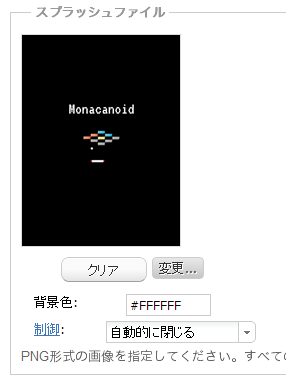 スプラッシュファイル
Monacanoid
クリア 変更...
背景色: #FFFFFF
制御: 自動的に閉じる
PNG形式の画像を指定してください。すべての